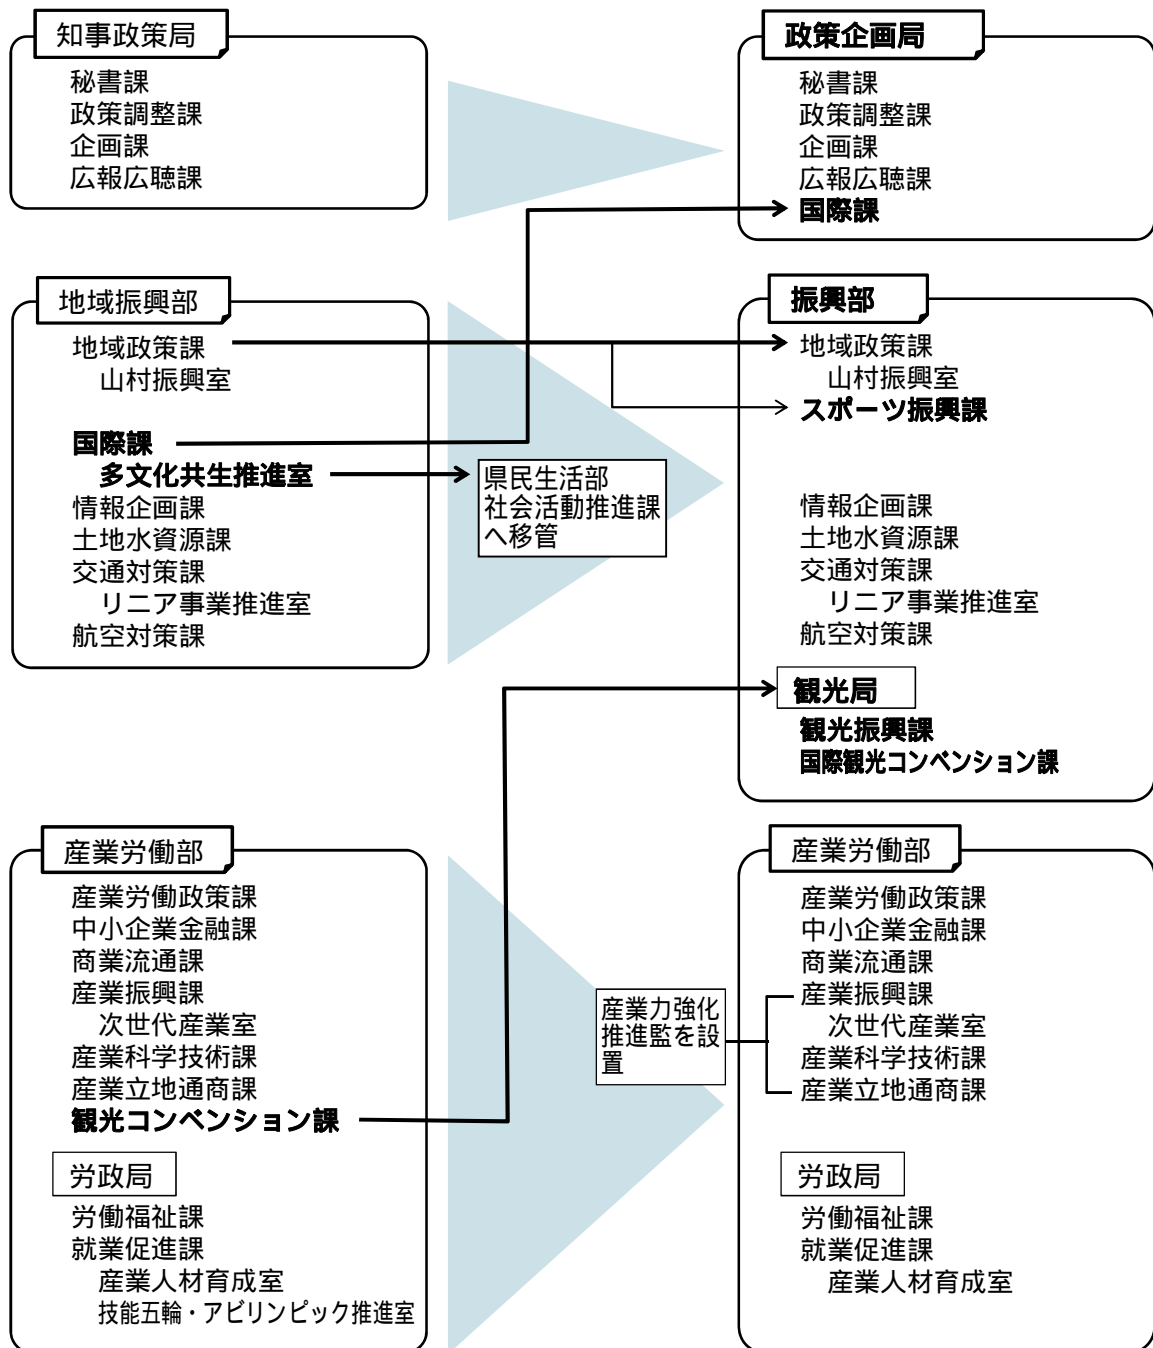 知事政策局
秘書課
政策調整課
企画課
広報広聴課
政策企画局
秘書課
政策調整課
企画課
広報広聴課
国際課
地域振興部
地域政策課
山村振興室
国際課
多文化共生推進室
情報企画課
土地水資源課
交通対策課
リニア事業推進室
航空対策課
県民生活部
社会活動推進課
へ移管
振興部
地域政策課
山村振興室
スポーツ振興課
情報企画課
土地水資源課
交通対策課
リニア事業推進室
航空対策課
観光局
観光振興課
国際観光コンベンション課
産業労働部
産業労働政策課
中小企業金融課
商業流通課
産業振興課
次世代産業室
産業科学技術課
産業立地通商課
観光コンベンション課
労政局
労働福祉課
就業促進課
産業人材育成室
技能五輪・アビリンピック推進室
産業力強化
推進監を設
置
産業労働部
産業労働政策課
中小企業金融課
商業流通課
産業振興課
次世代産業室
産業科学技術課
産業立地通商課
労政局
労働福祉課
就業促進課
産業人材育成室